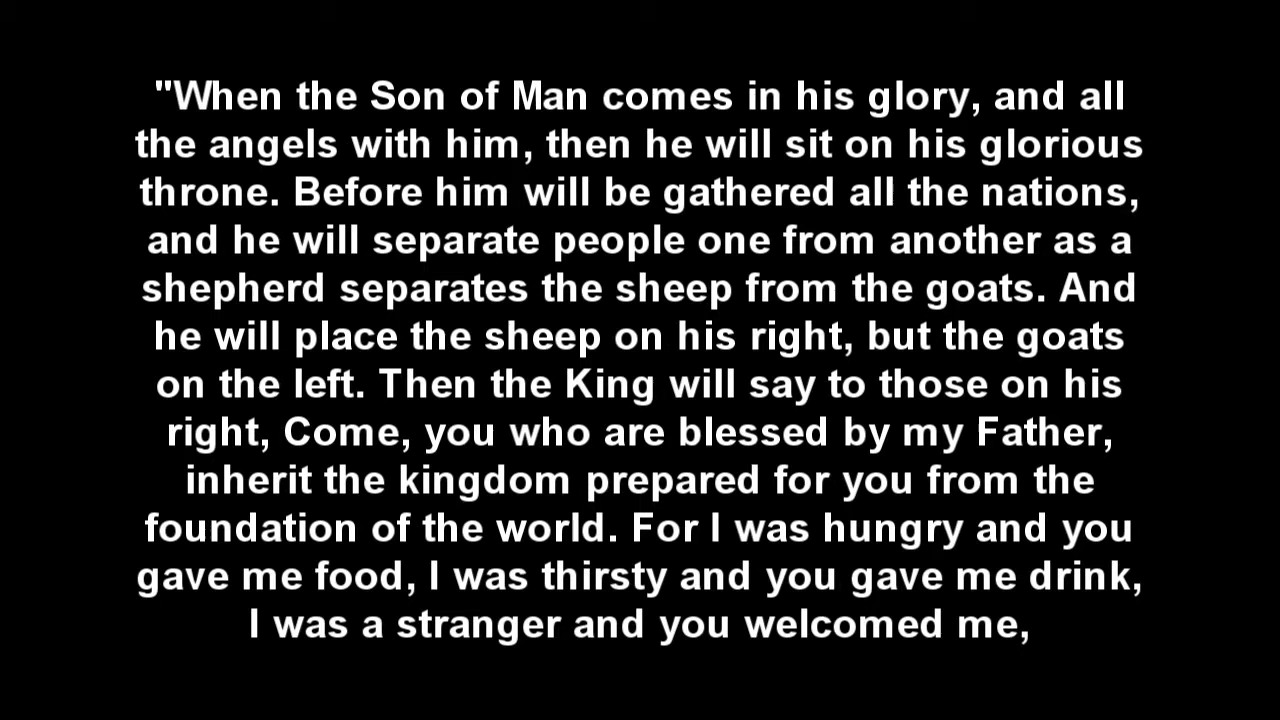 "When the Son of Man comes in his glory, and all
the angels with him, then he will sit on his glorious
throne. Before him will be gathered all the nations,
and he will separate people one from another as a
shepherd separates the sheep from the goats. And
he will place the sheep on his right, but the goats
on the left. Then the King will say to those on his
right, Come, you who are blessed by my Father,
inherit the kingdom prepared for you from the
foundation of the world. For I was hungry and you
gave me food, I was thirsty and you gave me drink,
I was a stranger and you welcomed me,